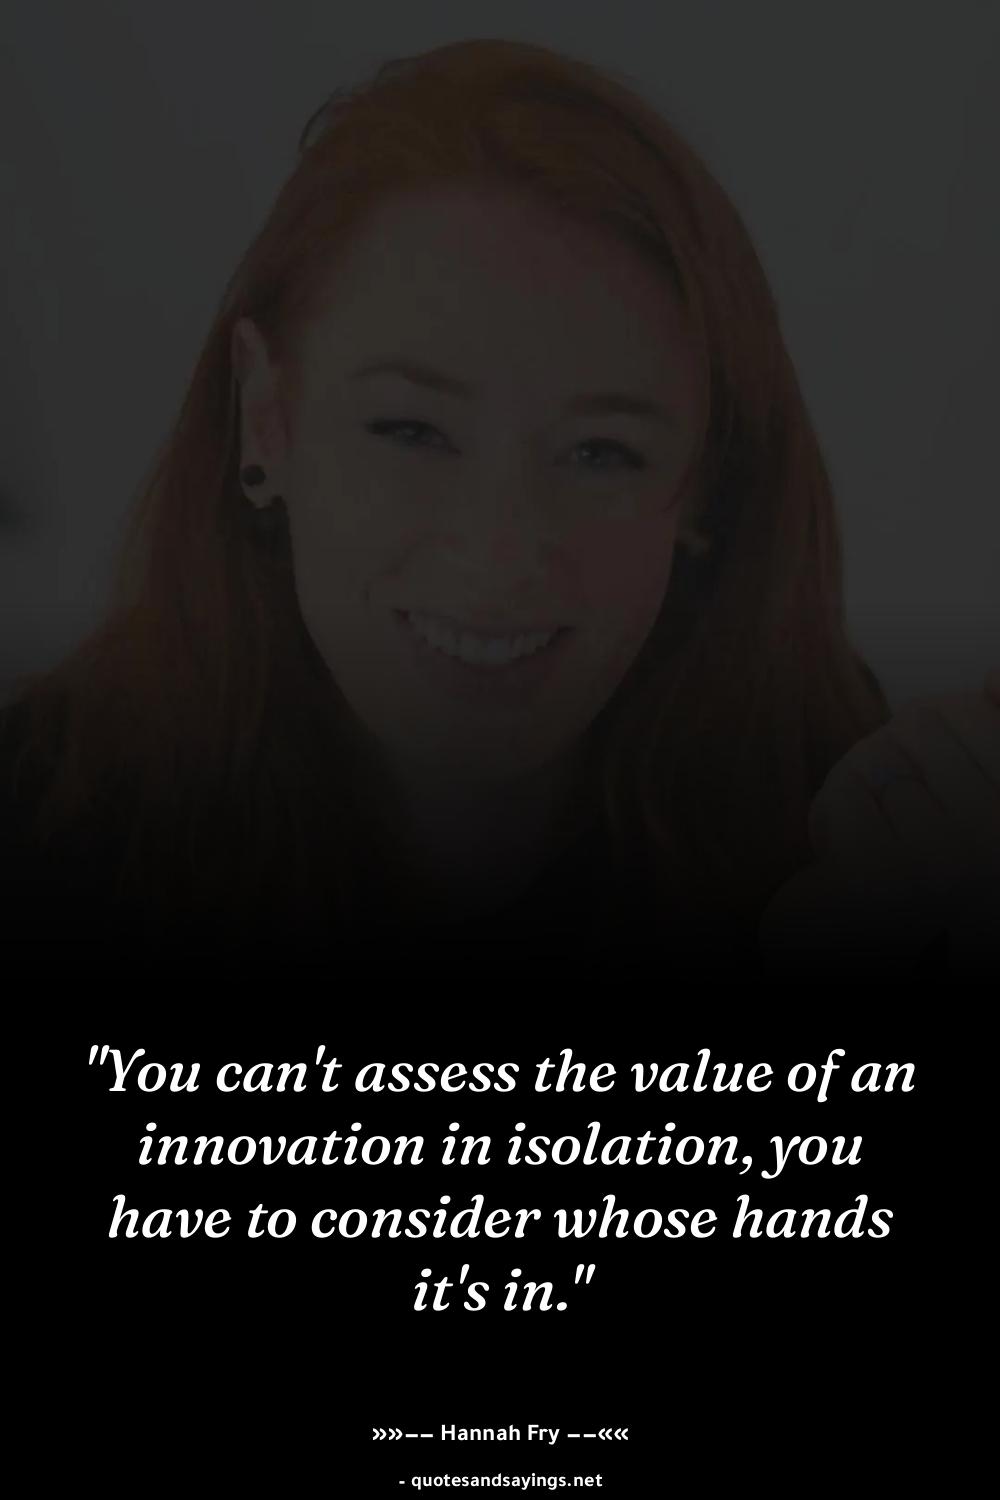 "You can't assess the value of an
innovation in isolation, you
have to consider whose hands
it's in."
»»–– Hannah Fry ––««
- quotesandsayings.net